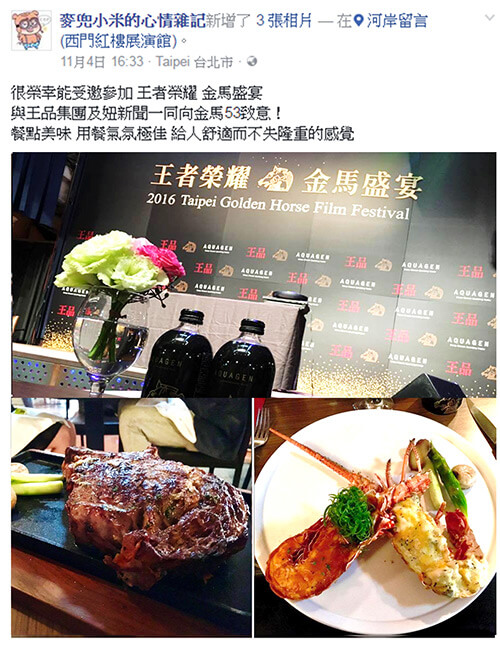 麥兜小米的心情雜記新增了 3 張相片 — 在 河岸留言
(西門紅樓展演館)。
11月4日 16:33 · Taipei 台北市 ·
很榮幸能受邀參加 王者榮耀 金馬盛宴
與王品集團及妞新聞一同向金馬53致意！
餐點美味 用餐氣氛極佳 給人舒適而不失隆重的感覺
王者榮耀 金馬盛宴
2016 Taipei Golden Horse Film Festival
AQUAGEN
王品
AQUAGEN
AQUAGEN